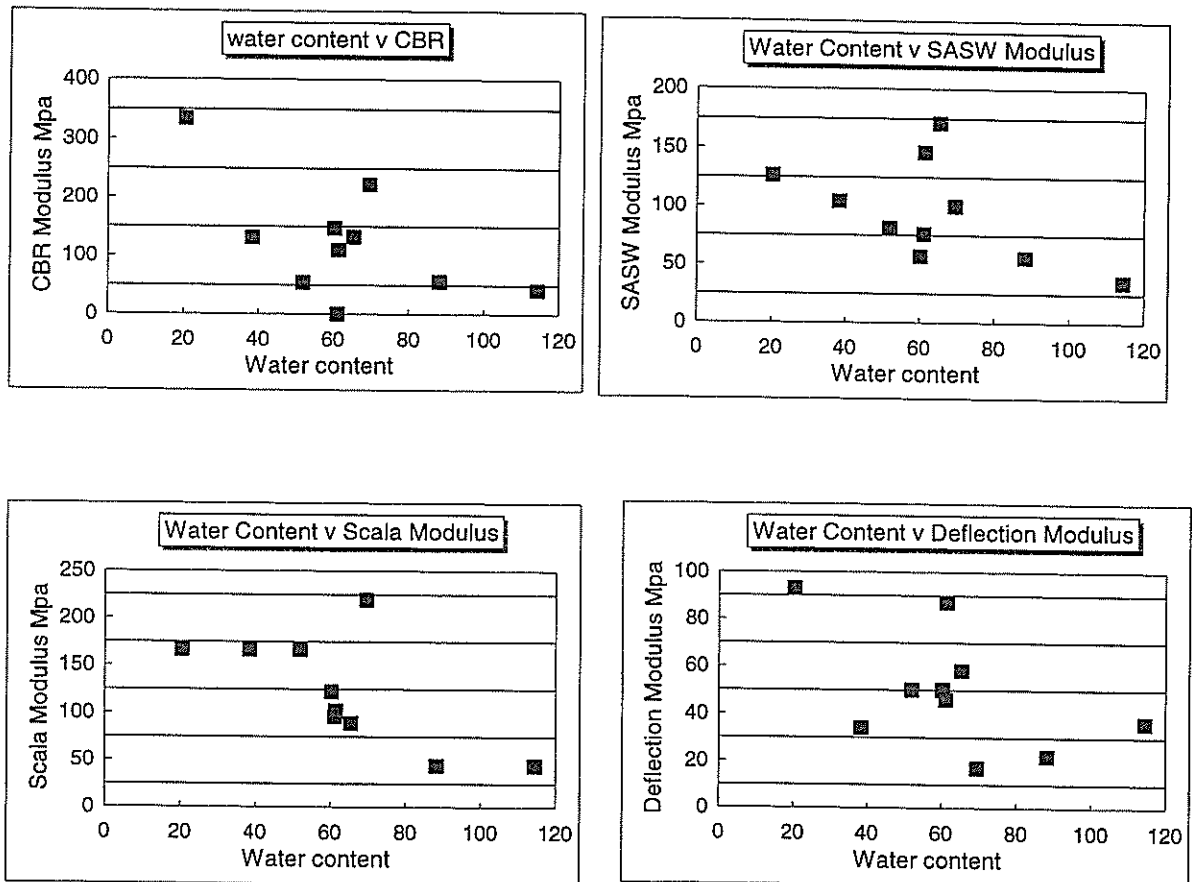 water content v CBR
CBR Modulus Mpa
400
300
200
100
0
0 20 40 60 80 100 120
Water content
Water Content v SASW Modulus
SASW Modulus Mpa
200
150
100
50
0
0 20 40 60 80 100 120
Water content
Water Content v Scala Modulus
Scala Modulus Mpa
250
200
150
100
50
0
0 20 40 60 80 100 120
Water content
Water Content v Deflection Modulus
Deflection Modulus Mpa
100
80
60
40
20
0
0 20 40 60 80 100 120
Water content